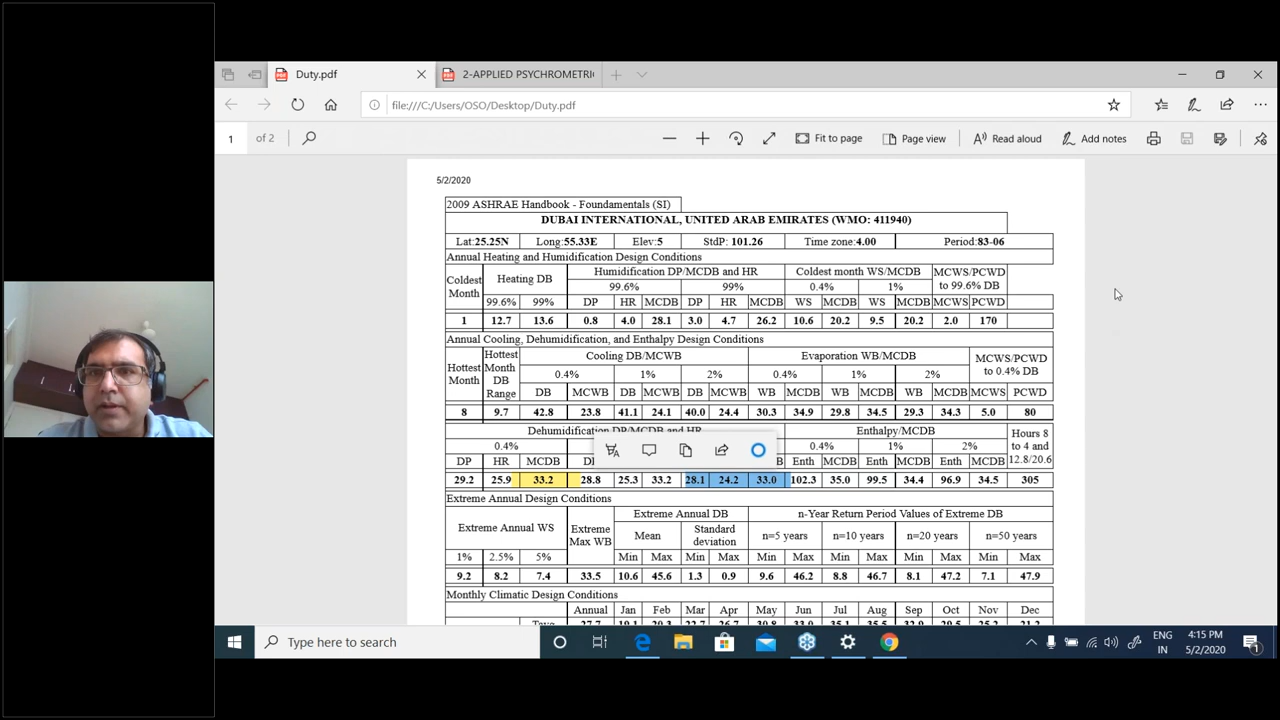 Duty.pdf
2-APPLIED PSYCHROMETRI
file:///C:/Users/OSO/Desktop/Duty.pdf
1 of 2
Fit to page
Page view
Read aloud
Add notes
5/2/2020
2009 ASHRAE Handbook - Foundamentals (SI)
DUBAI INTERNATIONAL, UNITED ARAB EMIRATES (WMO: 411940)
Lat:25.25N Long:55.33E Elev:5 StdP: 101.26 Time zone:4.00 Period:83-06
Annual Heating and Humidification Design Conditions
Coldest Month Heating DB Humidification DP/MCDB and HR Coldest month WS/MCDB MCWS/PCWD to 99.6% DB
99.6% 99% 0.4% 1%
99.6% 99% DP HR MCDB DP HR MCDB WS MCDB WS MCDB MCWS PCWD
1 12.7 13.6 0.8 4.0 28.1 3.0 4.7 26.2 10.6 20.2 9.5 20.2 2.0 170
Annual Cooling, Dehumidification, and Enthalpy Design Conditions
Hottest Month Hottest Month DB Range Cooling DB/MCWB Evaporation WB/MCDB MCWS/PCWD to 0.4% DB
0.4% 1% 2% 0.4% 1% 2%
DB MCWB DB MCWB DB MCWB WB MCDB WB MCDB WB MCDB MCWS PCWD
8 9.7 42.8 23.8 41.1 24.1 40.0 24.4 30.3 34.9 29.8 34.5 29.3 34.3 5.0 80
Dehumidification DP/MCDB and HR Enthalpy/MCDB Hours 8 to 4 and 12.8/20.6
0.4% 0.4% 1% 2%
DP HR MCDB Enth MCDB Enth MCDB Enth MCDB
29.2 25.9 33.2 28.8 25.3 33.2 28.1 24.2 33.0 102.3 35.0 99.5 34.4 96.9 34.5 305
Extreme Annual Design Conditions
Extreme Annual WS Extreme Max WB Extreme Annual DB n-Year Return Period Values of Extreme DB
Mean Standard deviation n=5 years n=10 years n=20 years n=50 years
1% 2.5% 5% Min Max Min Max Min Max Min Max Min Max Min Max
9.2 8.2 7.4 33.5 10.6 45.6 1.3 0.9 9.6 46.2 8.8 46.7 8.1 47.2 7.1 47.9
Monthly Climatic Design Conditions
Annual Jan Feb Mar Apr May Jun Jul Aug Sep Oct Nov Dec
Type here to search
ENG
IN
4:15 PM
5/2/2020